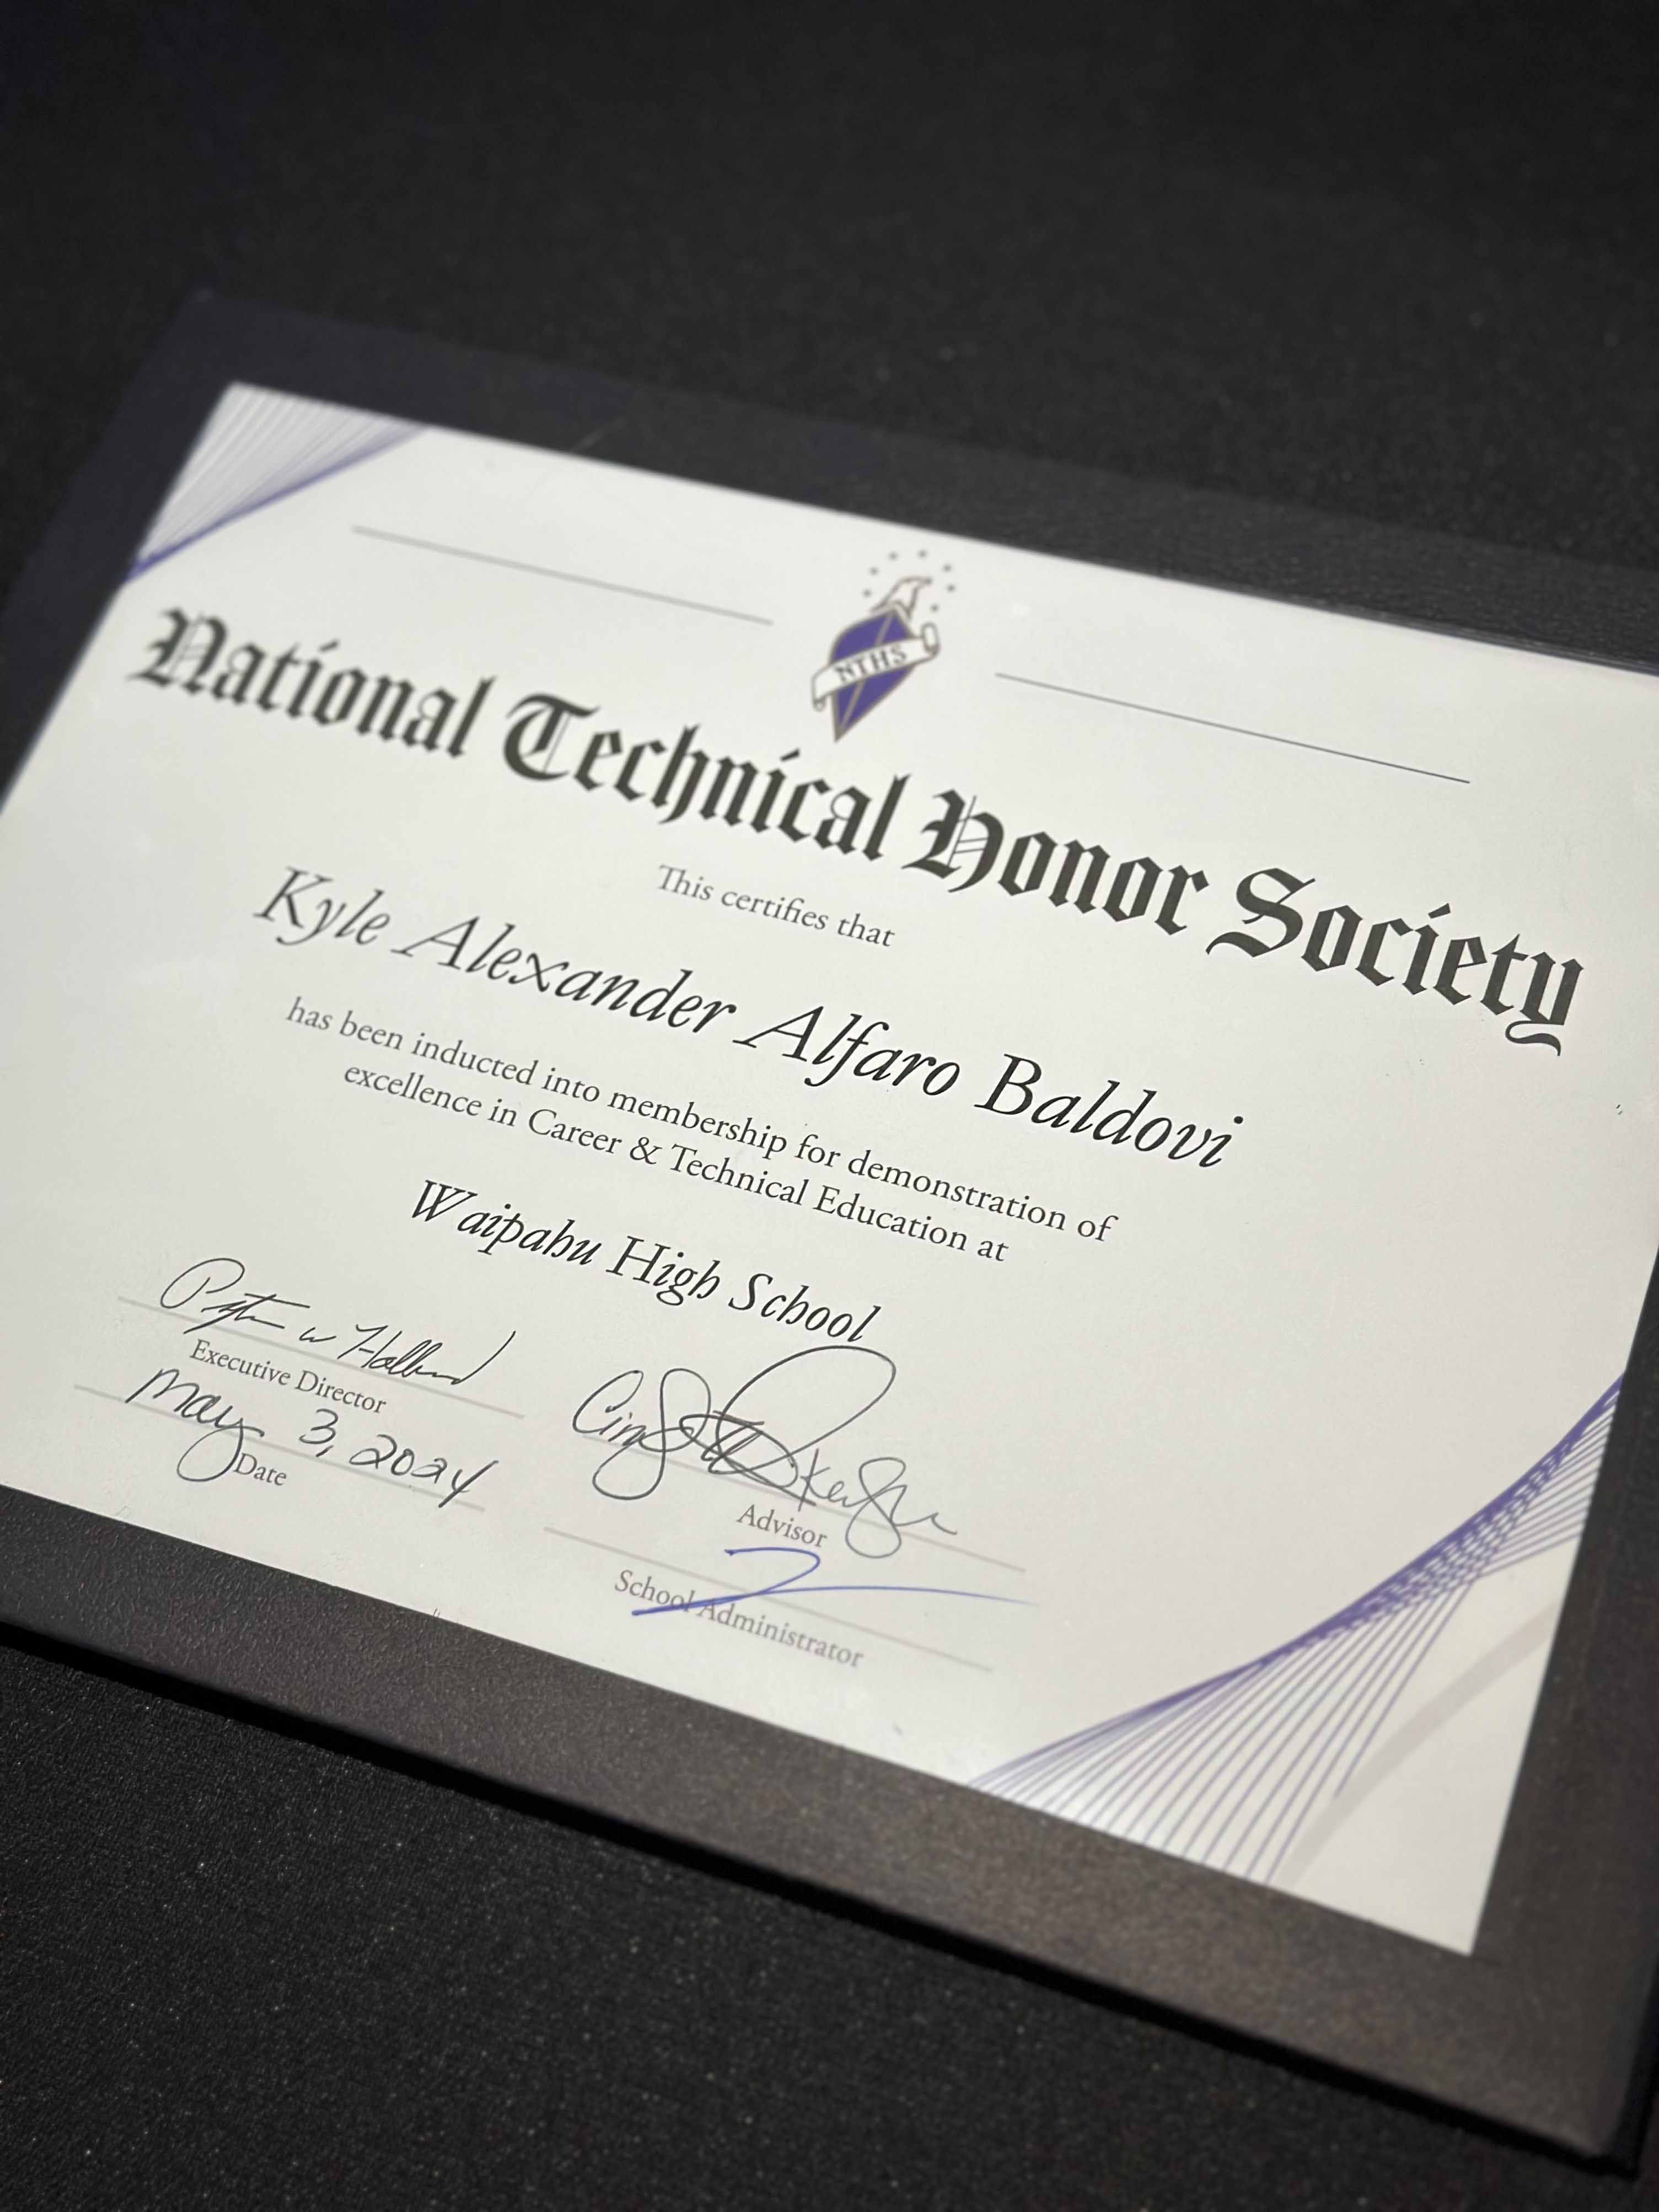 NTHS
National Technical Honor Society
This certifies that
Kyle Alexander Alfaro Baldovi
has been inducted into membership for demonstration of
excellence in Career & Technical Education at
Waipahu High School
Executive Director
May 3, 2024
Date
Advisor
School Administrator